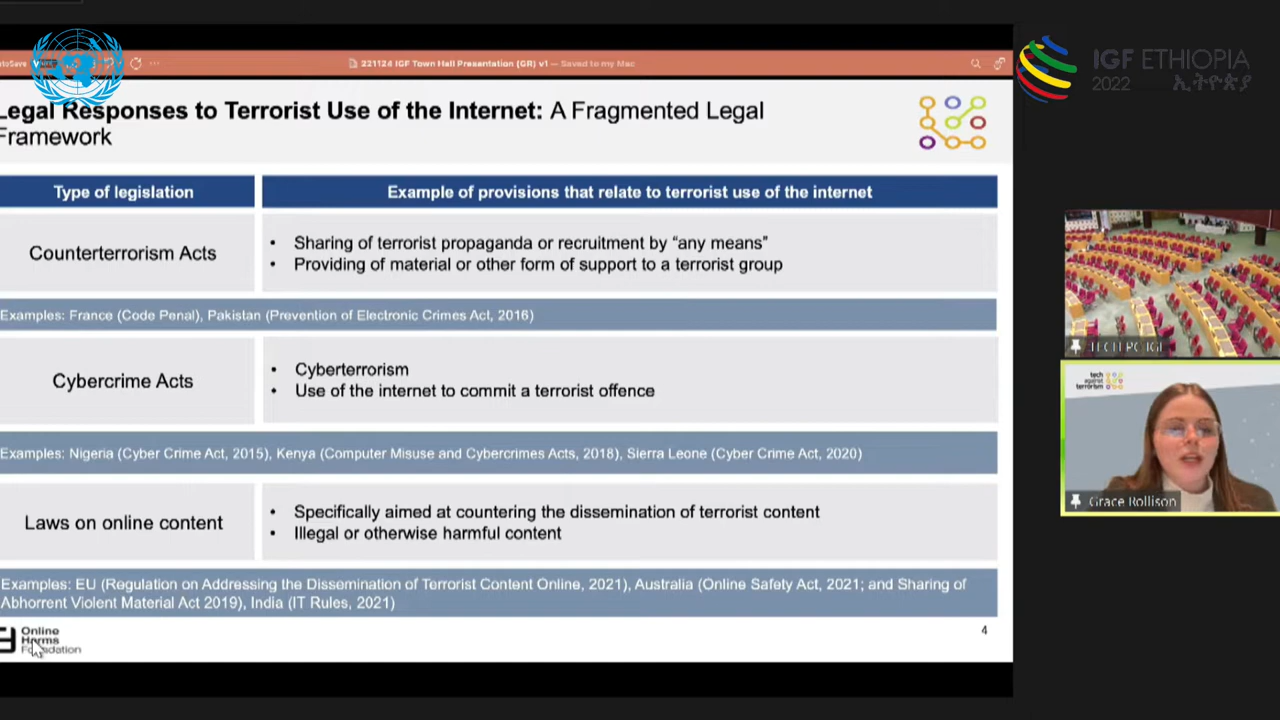 221124 IGF Town Hall Presentation (GR) v1 — Saved to my Mac
IGF ETHIOPIA
2022 ኢትዮጵያ
Legal Responses to Terrorist Use of the Internet: A Fragmented Legal
Framework
Type of legislation
Example of provisions that relate to terrorist use of the internet
Counterterrorism Acts
• Sharing of terrorist propaganda or recruitment by “any means”
• Providing of material or other form of support to a terrorist group
Examples: France (Code Penal), Pakistan (Prevention of Electronic Crimes Act, 2016)
Cybercrime Acts
• Cyberterrorism
• Use of the internet to commit a terrorist offence
Examples: Nigeria (Cyber Crime Act, 2015), Kenya (Computer Misuse and Cybercrimes Acts, 2018), Sierra Leone (Cyber Crime Act, 2020)
Laws on online content
• Specifically aimed at countering the dissemination of terrorist content
• Illegal or otherwise harmful content
Examples: EU (Regulation on Addressing the Dissemination of Terrorist Content Online, 2021), Australia (Online Safety Act, 2021; and Sharing of
Abhorrent Violent Material Act 2019), India (IT Rules, 2021)
Online
Harms
Foundation
4
tech
against
terrorism
Grace Rollison